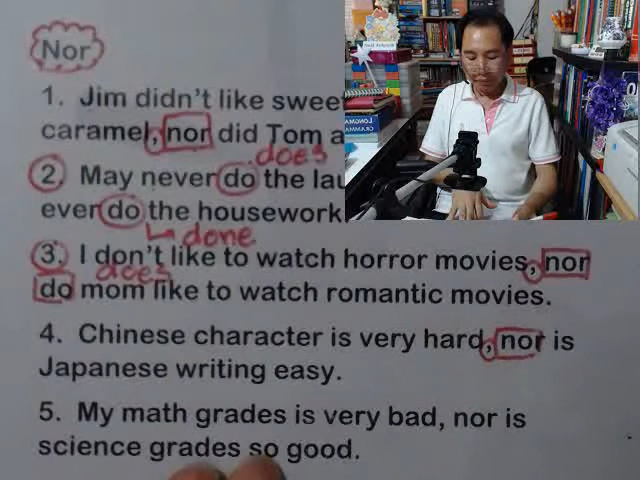 Nor
1. Jim didn't like swee
caramel, nor did Tom a
does
2. May never do the lau
ever do the housework
done
3. I don't like to watch horror movies, nor
does
do mom like to watch romantic movies.
4. Chinese character is very hard, nor is
Japanese writing easy.
5. My math grades is very bad, nor is
science grades so good.
LONGMAN
GRAMMAR